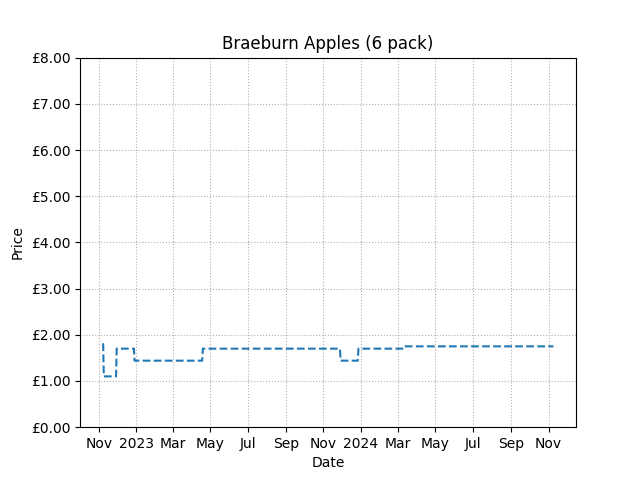 Braeburn Apples (6 pack)
£8.00
£7.00
£6.00
£5.00
£4.00
£3.00
£2.00
£1.00
£0.00
Price
Nov 2023 Mar May Jul Sep Nov 2024 Mar May Jul Sep Nov
Date